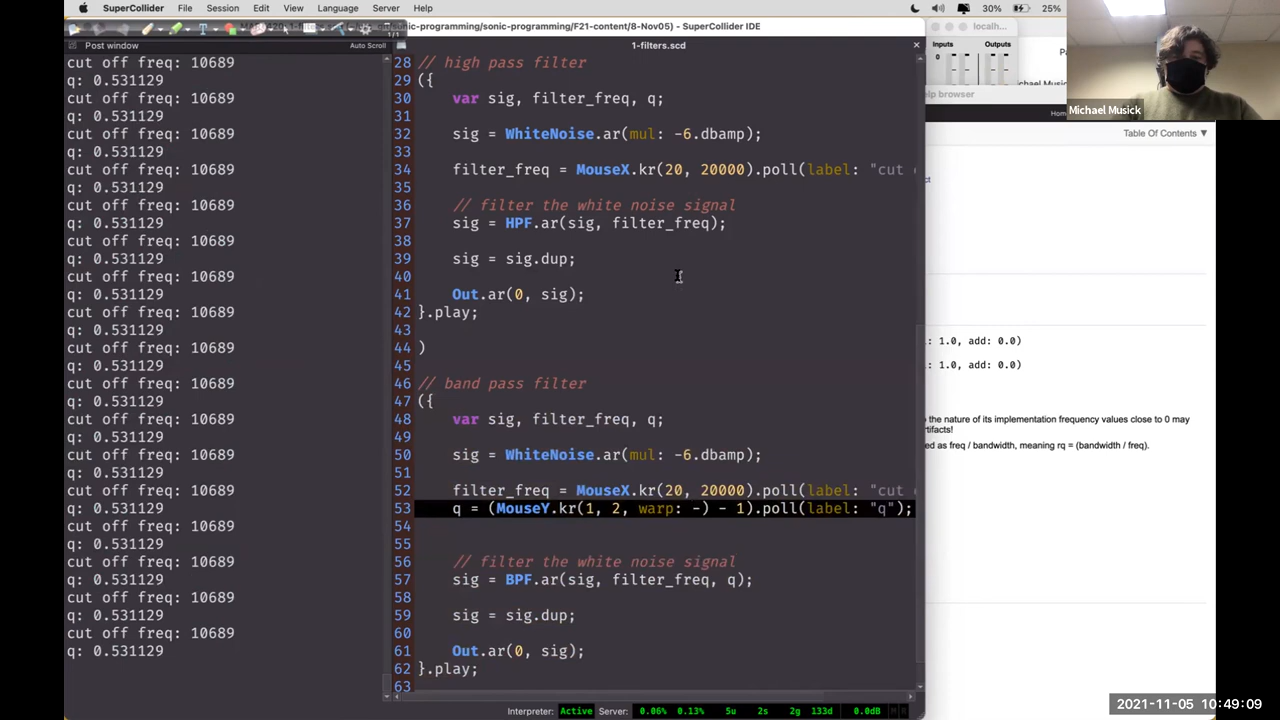 SuperCollider File Session Edit View Language Server Help 30% 25%
sonic-programming/sonic-programming/F21-content/8-Nov05) - SuperCollider IDE
localh...
Post window
Auto Scroll
1/1
1-filters.scd
Inputs
Outputs
0
Michael Musick
help browser
Table Of Contents ▼
cut off freq: 10689
q: 0.531129
cut off freq: 10689
q: 0.531129
cut off freq: 10689
q: 0.531129
cut off freq: 10689
q: 0.531129
cut off freq: 10689
q: 0.531129
cut off freq: 10689
q: 0.531129
cut off freq: 10689
q: 0.531129
cut off freq: 10689
q: 0.531129
cut off freq: 10689
q: 0.531129
cut off freq: 10689
q: 0.531129
cut off freq: 10689
q: 0.531129
cut off freq: 10689
q: 0.531129
cut off freq: 10689
q: 0.531129
cut off freq: 10689
q: 0.531129
cut off freq: 10689
q: 0.531129
cut off freq: 10689
q: 0.531129
cut off freq: 10689
q: 0.531129
28 // high pass filter
29 ({
30 var sig, filter_freq, q;
31
32 sig = WhiteNoise.ar(mul: -6.dbamp);
33
34 filter_freq = MouseX.kr(20, 20000).poll(label: "cut
35
36 // filter the white noise signal
37 sig = HPF.ar(sig, filter_freq);
38
39 sig = sig.dup;
40
41 Out.ar(0, sig);
42 }.play;
43
44 )
45
46 // band pass filter
47 ({
48 var sig, filter_freq, q;
49
50 sig = WhiteNoise.ar(mul: -6.dbamp);
51
52 filter_freq = MouseX.kr(20, 20000).poll(label: "cut
53 q = (MouseY.kr(1, 2, warp: -) - 1).poll(label: "q");
54
55
56 // filter the white noise signal
57 sig = BPF.ar(sig, filter_freq, q);
58
59 sig = sig.dup;
60
61 Out.ar(0, sig);
62 }.play;
63
: 1.0, add: 0.0)
: 1.0, add: 0.0)
the nature of its implementation frequency values close to 0 may
rtifacts!
ed as freq / bandwidth, meaning rq = (bandwidth / freq).
Interpreter: Active Server: 0.06% 0.13% 5u 2s 2g 133d 0.0dB
2021-11-05 10:49:09